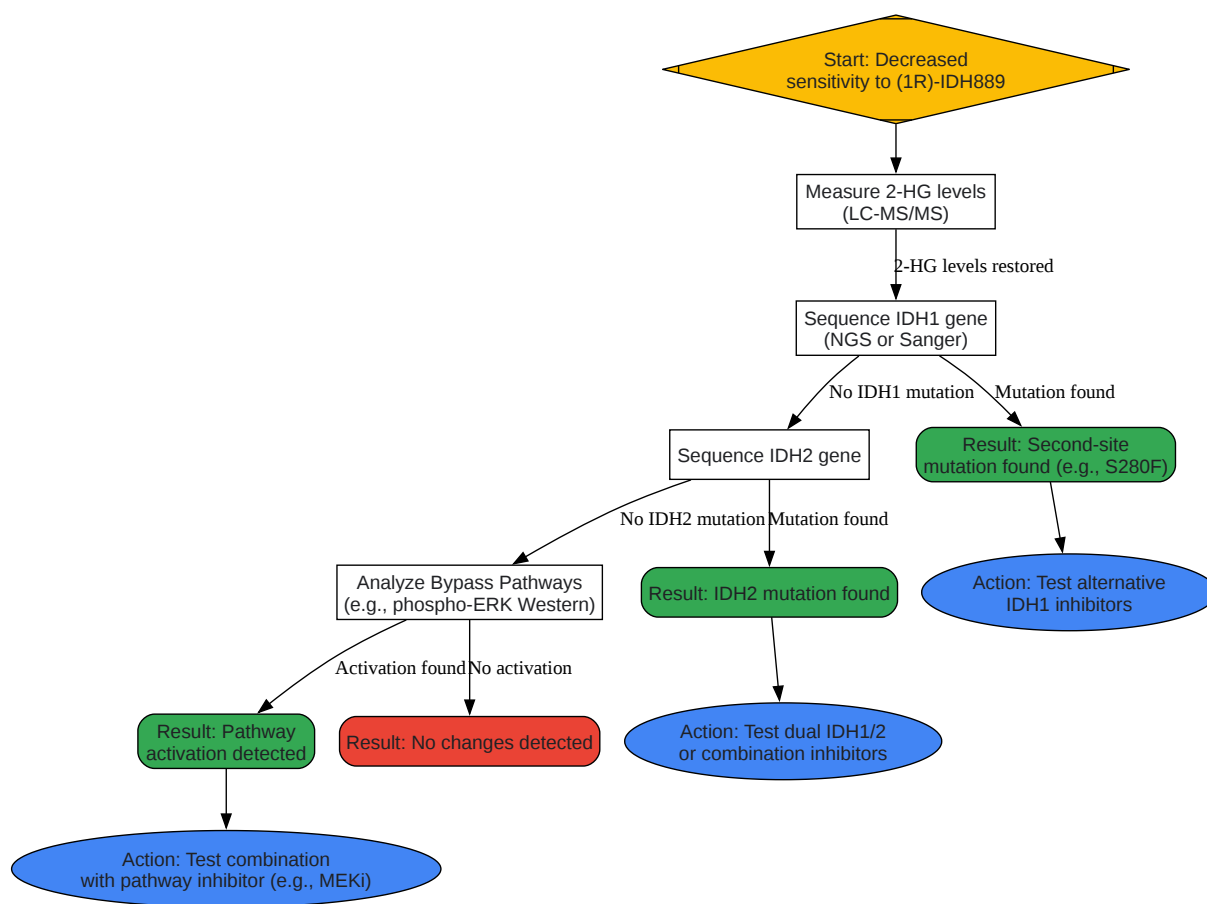 Start: Decreased
sensitivity to (1R)-IDH889
Measure 2-HG levels
(LC-MS/MS)
2-HG levels restored
Sequence IDH1 gene
(NGS or Sanger)
No IDH1 mutation
Mutation found
Sequence IDH2 gene
Result: Second-site
mutation found (e.g., S280F)
No IDH2 mutation
Mutation found
Analyze Bypass Pathways
(e.g., phospho-ERK Western)
Result: IDH2 mutation found
Action: Test alternative
IDH1 inhibitors
Activation found
No activation
Result: Pathway
activation detected
Result: No changes detected
Action: Test dual IDH1/2
or combination inhibitors
Action: Test combination
with pathway inhibitor (e.g., MEKi)